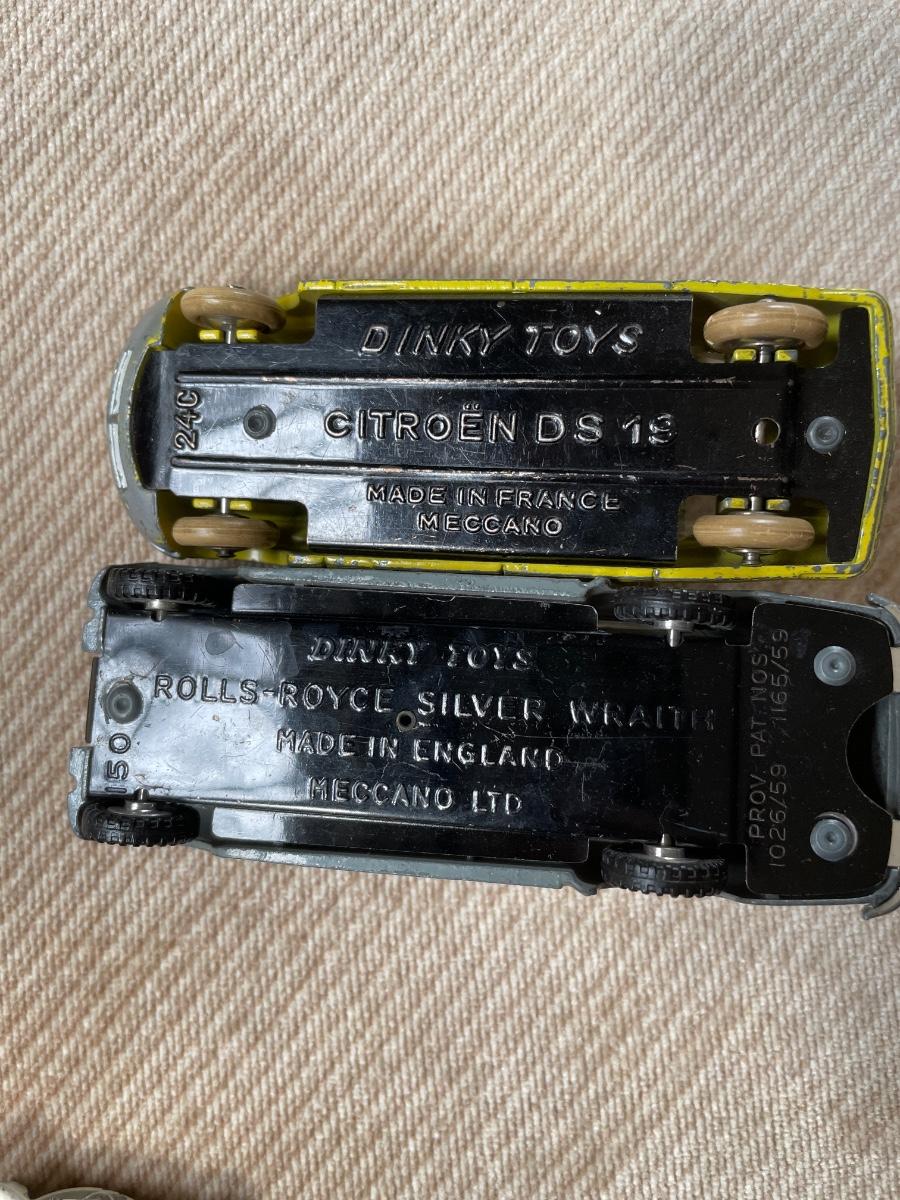 DINKY TOYS
24C
CITROËN DS 19
MADE IN FRANCE
MECCANO
DINKY TOYS
ROLLS-ROYCE SILVER WRAITH
MADE IN ENGLAND
MECCANO LTD
150
PROV. PAT. NOS.
1026/59 1165/59